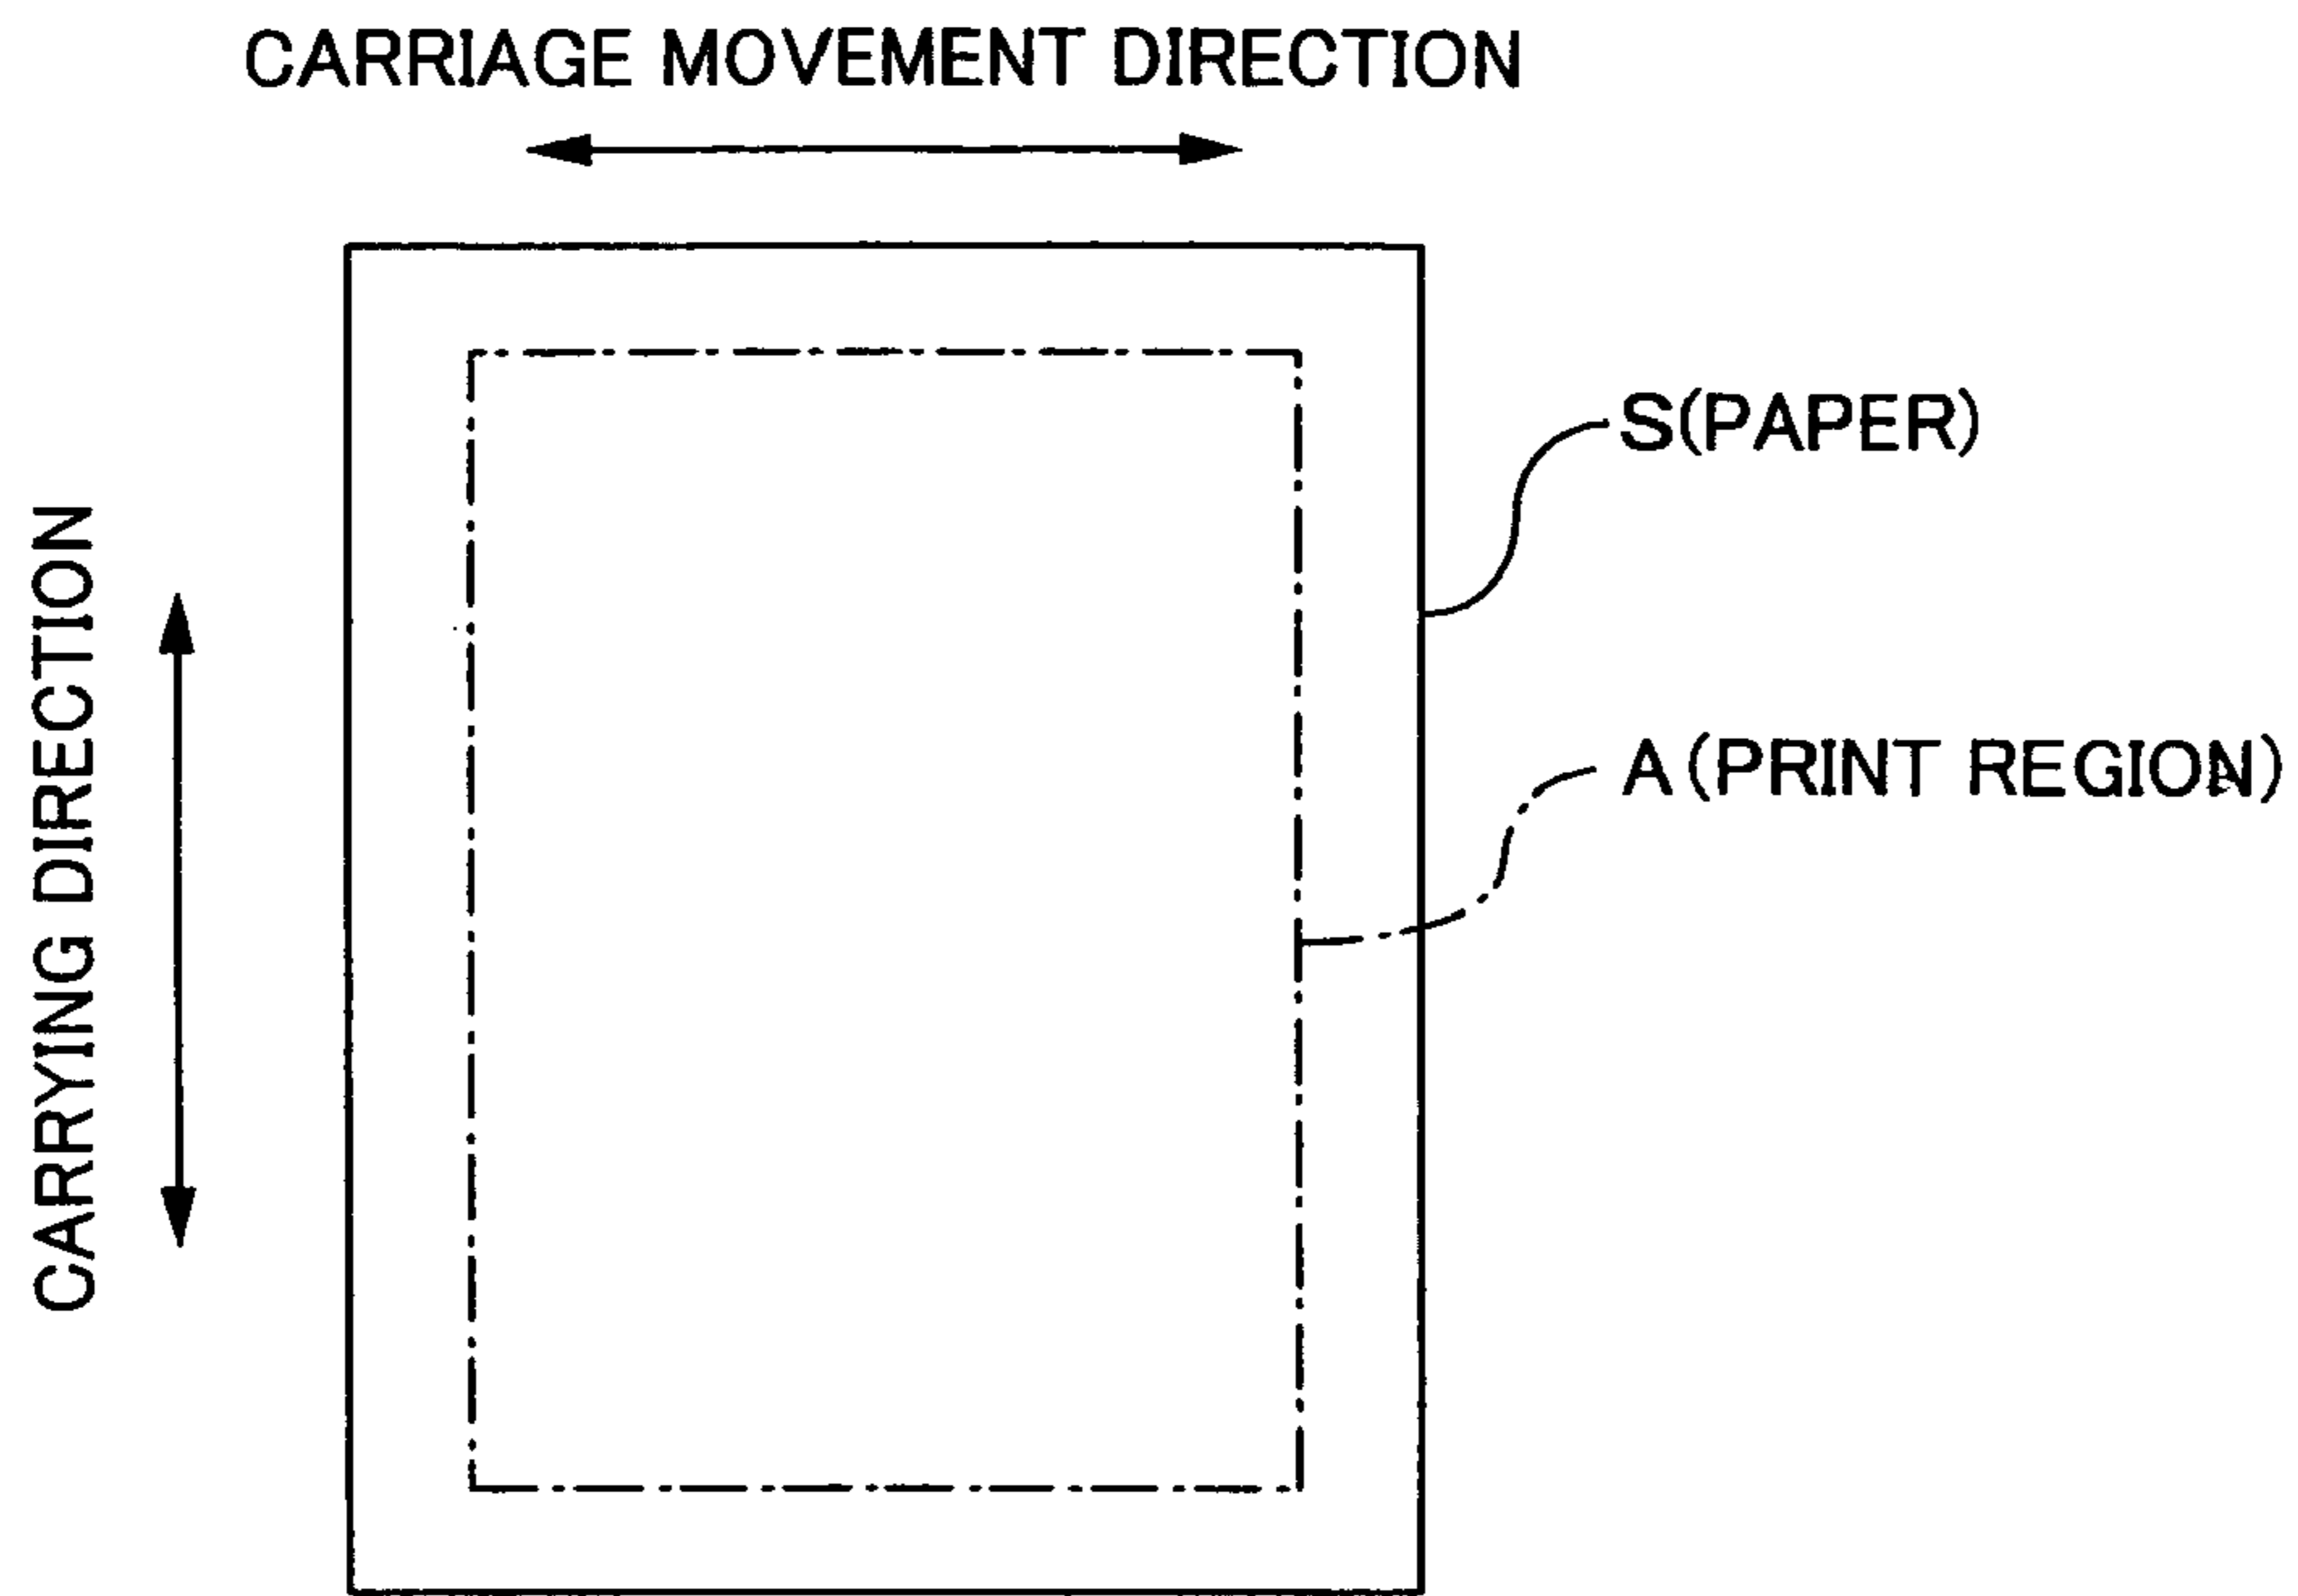 CARRIAGE MOVEMENT DIRECTION
S(PAPER)
CARRYING DIRECTION
A(PRINT REGION)